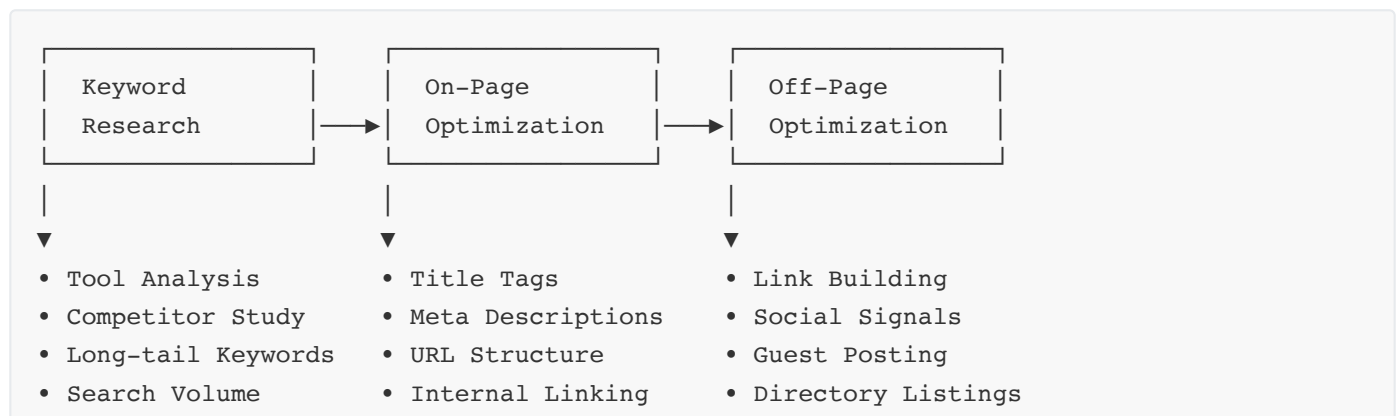 Keyword On-Page Off-Page
Research Optimization Optimization
• Tool Analysis • Title Tags • Link Building
• Competitor Study • Meta Descriptions • Social Signals
• Long-tail Keywords • URL Structure • Guest Posting
• Search Volume • Internal Linking • Directory Listings